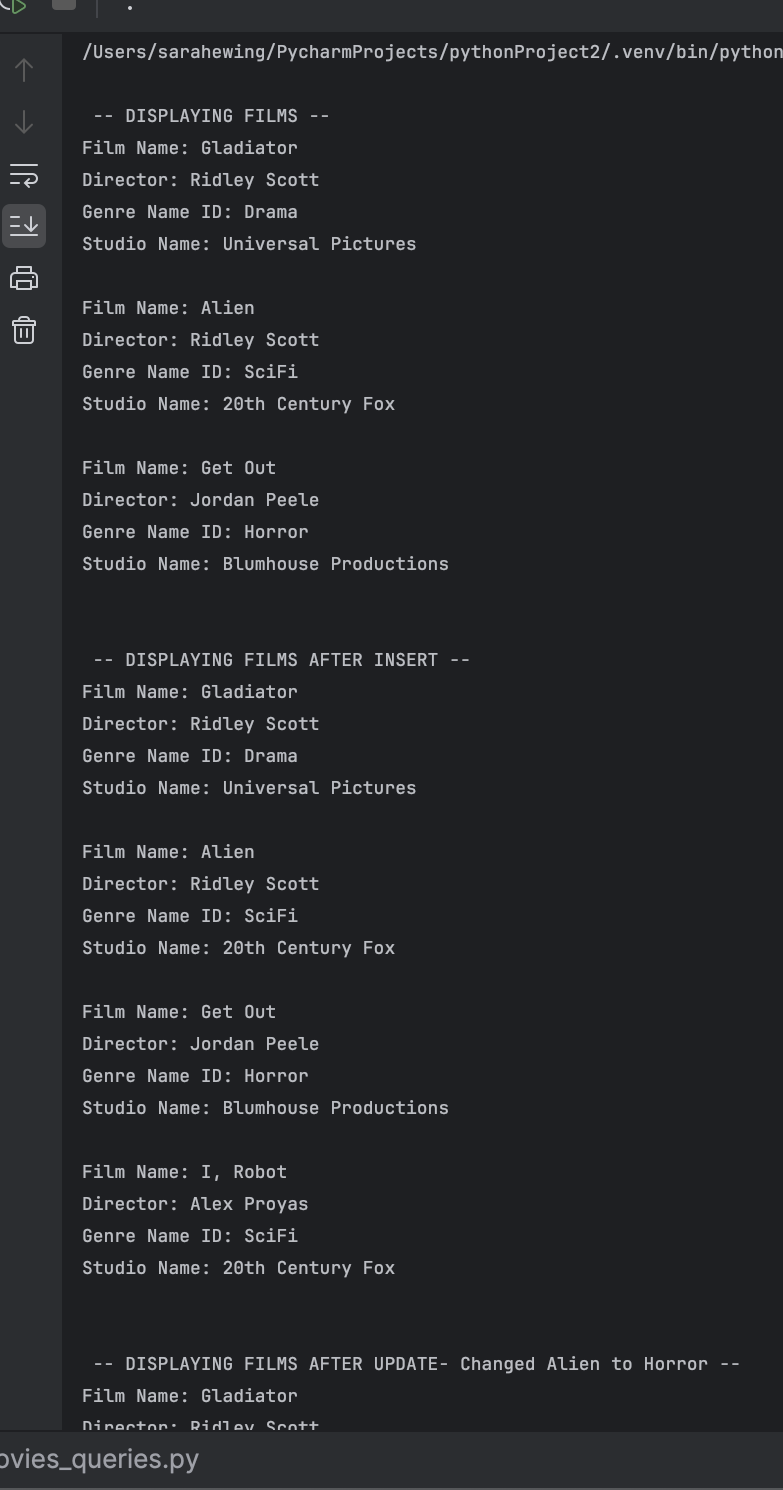 /Users/sarahewing/PycharmProjects/pythonProject2/.venv/bin/python
-- DISPLAYING FILMS --
Film Name: Gladiator
Director: Ridley Scott
Genre Name ID: Drama
Studio Name: Universal Pictures
Film Name: Alien
Director: Ridley Scott
Genre Name ID: SciFi
Studio Name: 20th Century Fox
Film Name: Get Out
Director: Jordan Peele
Genre Name ID: Horror
Studio Name: Blumhouse Productions
-- DISPLAYING FILMS AFTER INSERT --
Film Name: Gladiator
Director: Ridley Scott
Genre Name ID: Drama
Studio Name: Universal Pictures
Film Name: Alien
Director: Ridley Scott
Genre Name ID: SciFi
Studio Name: 20th Century Fox
Film Name: Get Out
Director: Jordan Peele
Genre Name ID: Horror
Studio Name: Blumhouse Productions
Film Name: I, Robot
Director: Alex Proyas
Genre Name ID: SciFi
Studio Name: 20th Century Fox
-- DISPLAYING FILMS AFTER UPDATE- Changed Alien to Horror --
Film Name: Gladiator
Director: Ridley Scott
ovies_queries.py